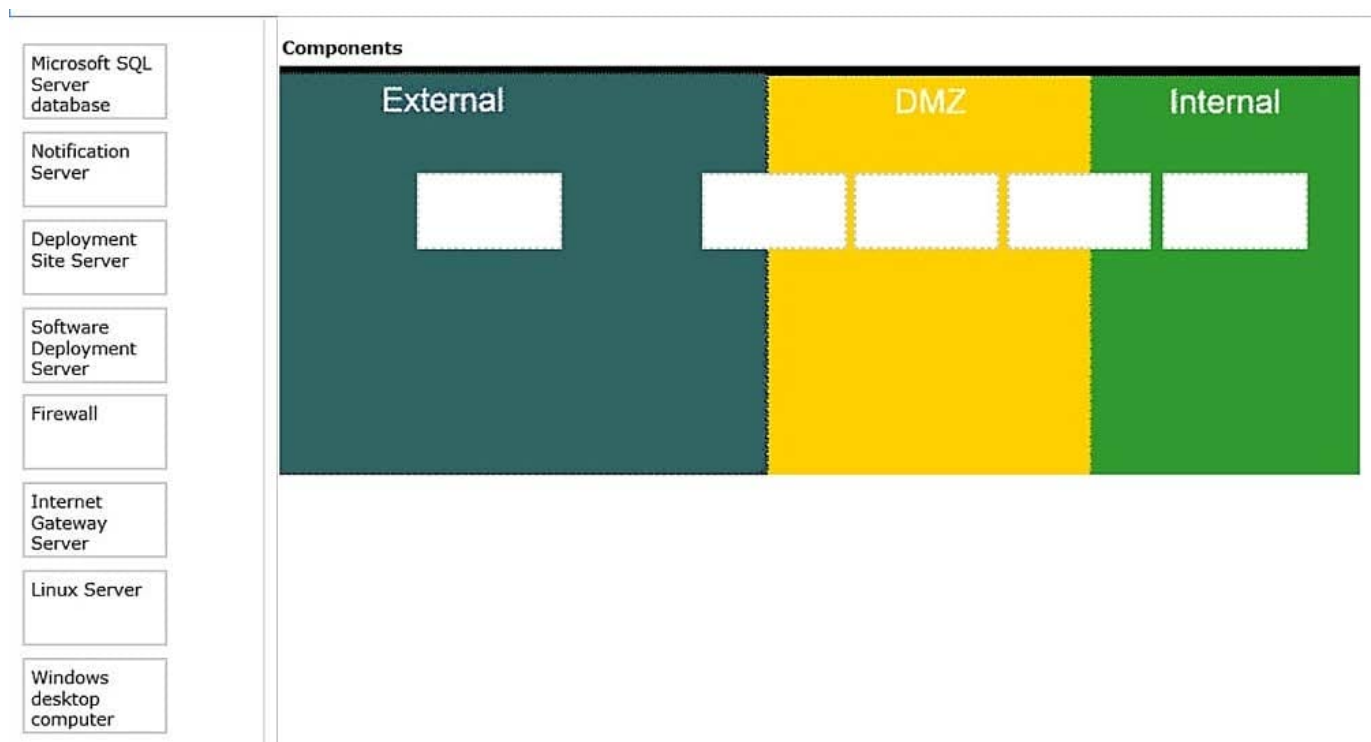 Microsoft SQL
Server
database
Notification
Server
Deployment
Site Server
Software
Deployment
Server
Firewall
Internet
Gateway
Server
Linux Server
Windows
desktop
computer
Components
External
DMZ
Internal